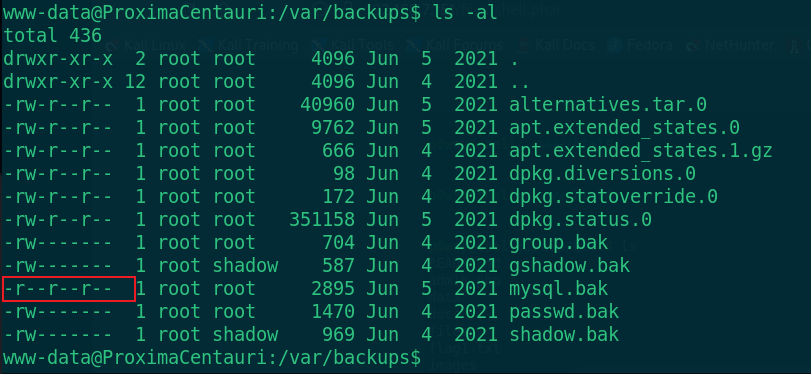 www-data@ProximaCentauri:/var/backups$ ls -al
total 436
drwxr-xr-x  2 root root     4096 Jun  5  2021 .
drwxr-xr-x 12 root root     4096 Jun  4  2021 ..
-rw-r--r--  1 root root    40960 Jun  5  2021 alternatives.tar.0
-rw-r--r--  1 root root     9762 Jun  5  2021 apt.extended_states.0
-rw-r--r--  1 root root      666 Jun  4  2021 apt.extended_states.1.gz
-rw-r--r--  1 root root       98 Jun  4  2021 dpkg.diversions.0
-rw-r--r--  1 root root      172 Jun  4  2021 dpkg.statoverride.0
-rw-r--r--  1 root root   351158 Jun  5  2021 dpkg.status.0
-rw-------  1 root root      704 Jun  4  2021 group.bak
-rw-------  1 root shadow    587 Jun  4  2021 gshadow.bak
-r--r--r--  1 root root     2895 Jun  5  2021 mysql.bak
-rw-------  1 root root     1470 Jun  4  2021 passwd.bak
-rw-------  1 root shadow    969 Jun  4  2021 shadow.bak
www-data@ProximaCentauri:/var/backups$